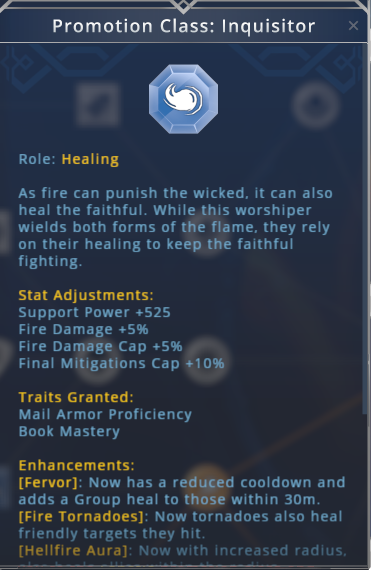 Promotion Class: Inquisitor
Role: Healing
As fire can punish the wicked, it can also
heal the faithful. While this worshiper
wields both forms of the flame, they rely
on their healing to keep the faithful
fighting.
Stat Adjustments:
Support Power +525
Fire Damage +5%
Fire Damage Cap +5%
Final Mitigations Cap +10%
Traits Granted:
Mail Armor Proficiency
Book Mastery
Enhancements:
[Fervor]: Now has a reduced cooldown and
adds a Group heal to those within 30m.
[Fire Tornadoes]: Now tornadoes also heal
friendly targets they hit.
[Hellfire Aura]: Now with increased radius,